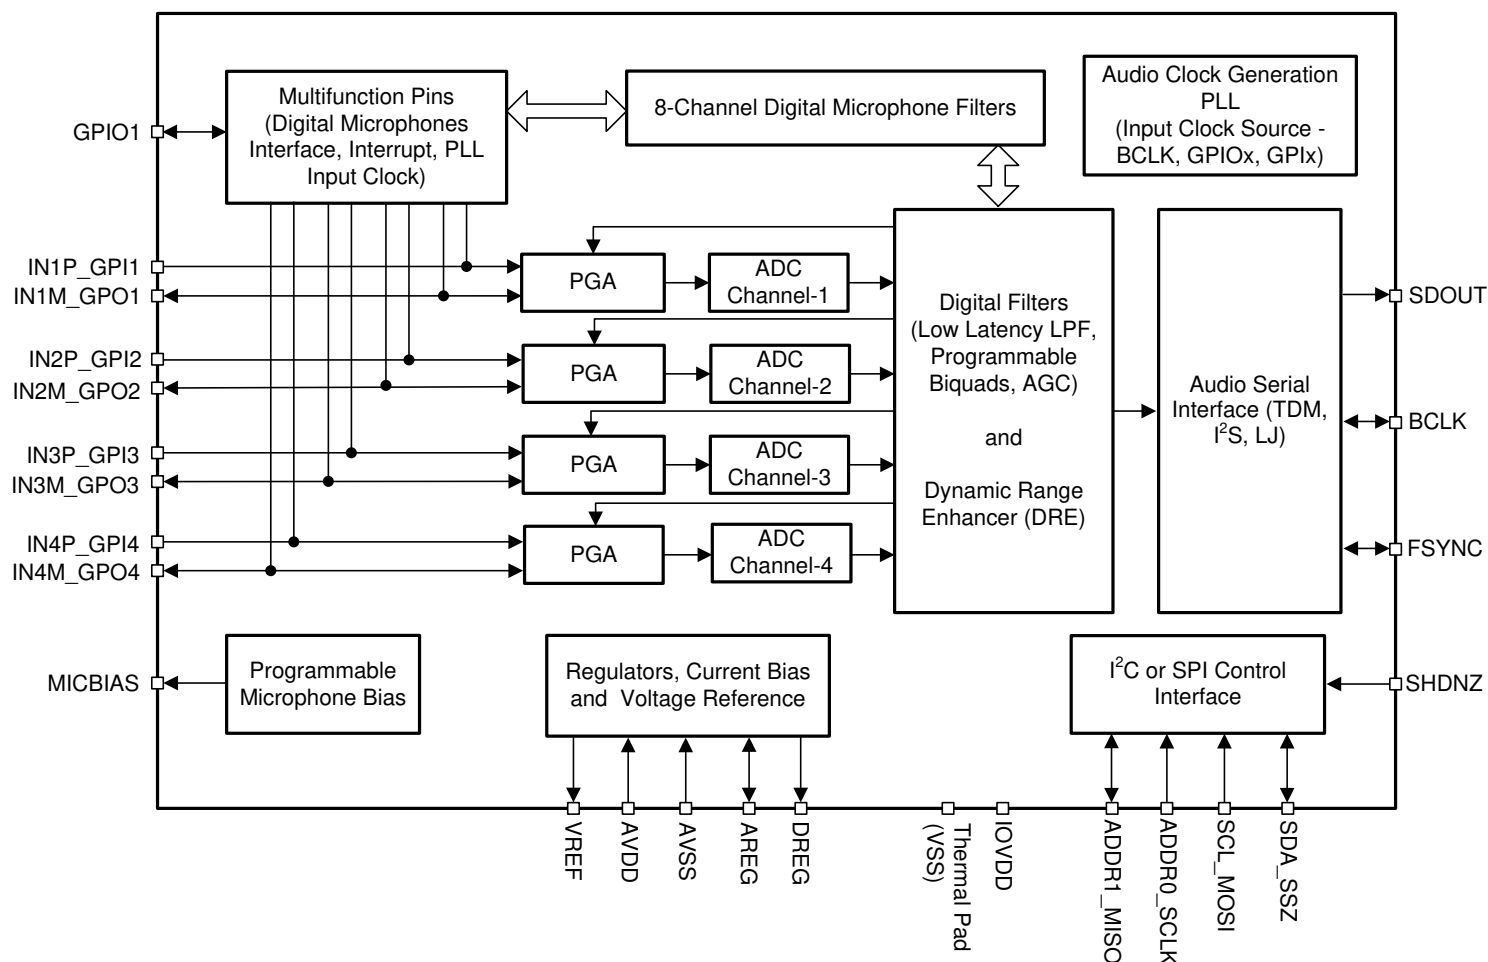 Multifunction Pins
(Digital Microphones
Interface, Interrupt, PLL
Input Clock)
8-Channel Digital Microphone Filters
Audio Clock Generation
PLL
(Input Clock Source -
BCLK, GPIOx, GPIx)
GPIO1
IN1P_GPI1
IN1M_GPO1
IN2P_GPI2
IN2M_GPO2
IN3P_GPI3
IN3M_GPO3
IN4P_GPI4
IN4M_GPO4
MICBIAS
PGA
ADC
Channel-1
PGA
ADC
Channel-2
PGA
ADC
Channel-3
PGA
ADC
Channel-4
Digital Filters
(Low Latency LPF,
Programmable
Biquads, AGC)
and
Dynamic Range
Enhancer (DRE)
Audio Serial
Interface (TDM,
I²S, LJ)
SDOUT
BCLK
FSYNC
SHDNZ
Programmable
Microphone Bias
Regulators, Current Bias
and Voltage Reference
I²C or SPI Control
Interface
VREF
AVDD
AVSS
AREG
DREG
Thermal Pad
(VSS)
IOVDD
ADDR1_MISO
ADDR0_SCLK
SCL_MOSI
SDA_SSZ